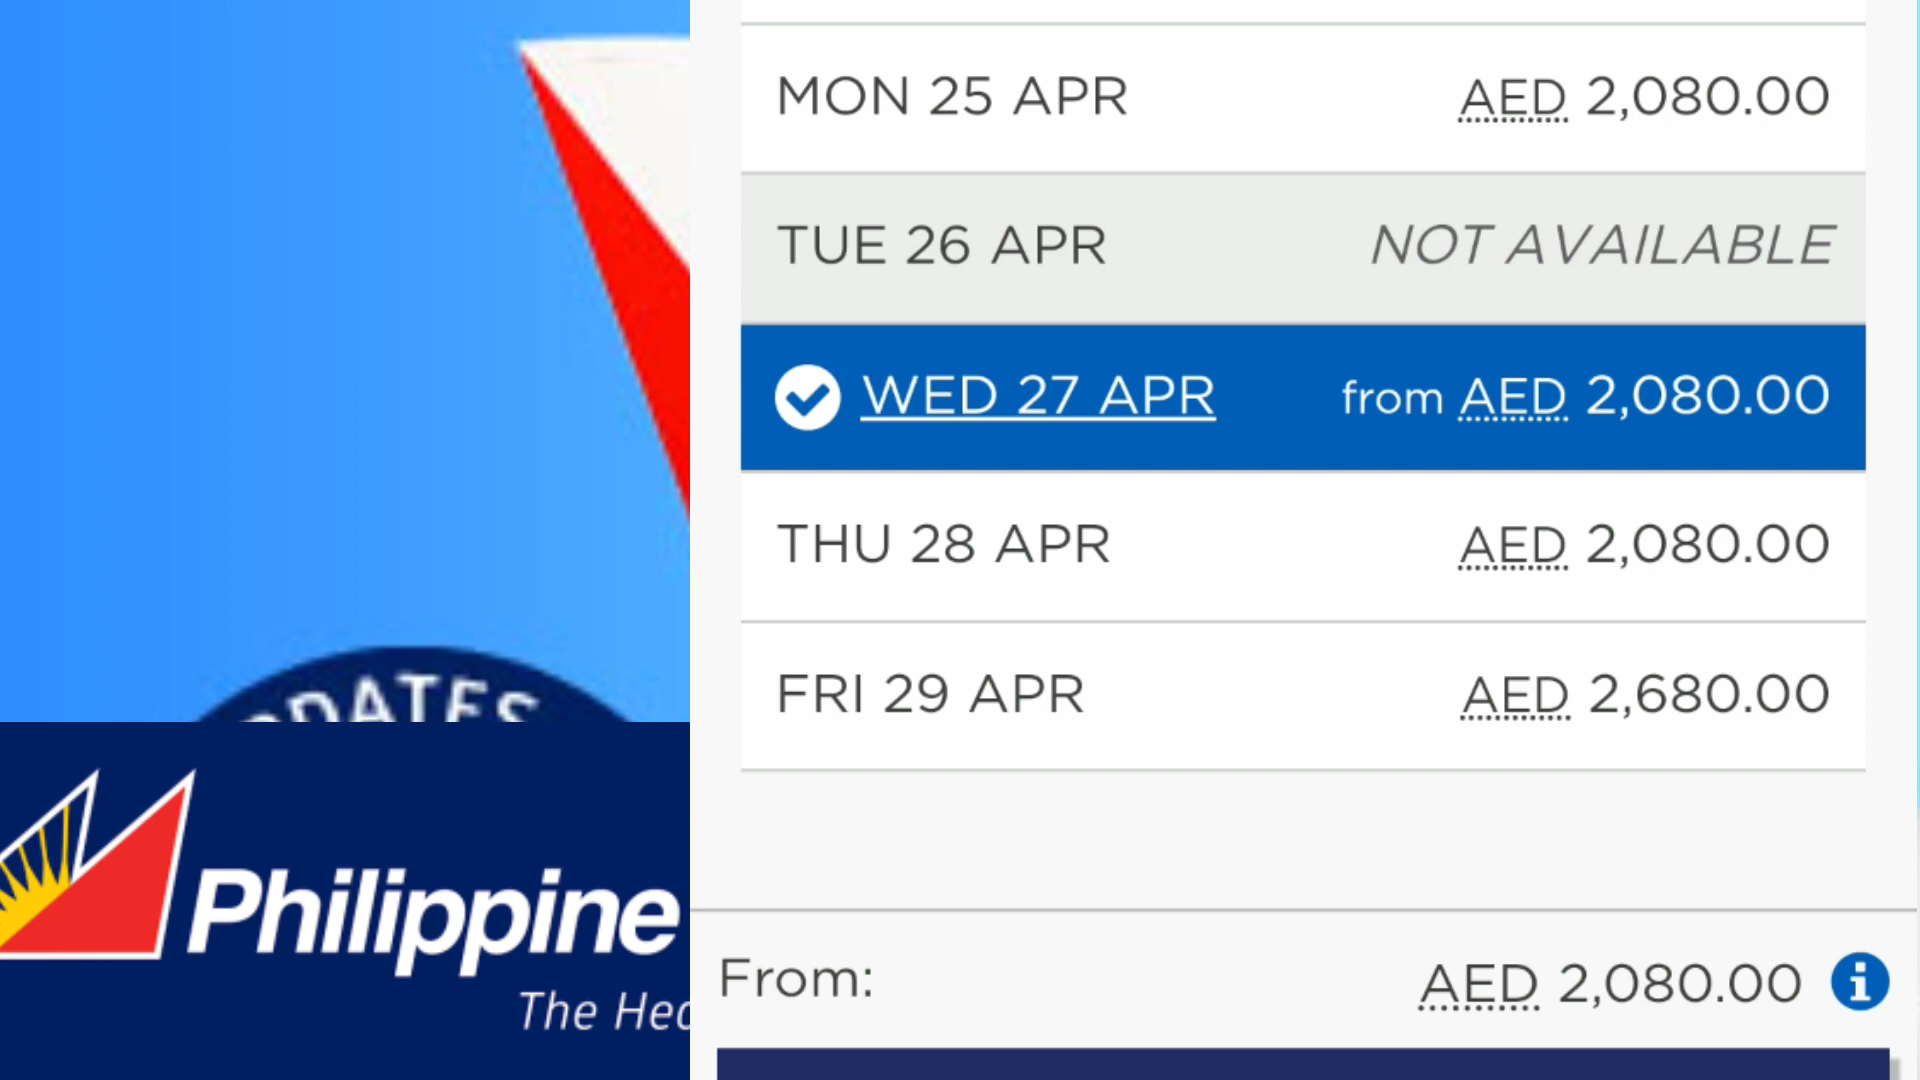 MON 25 APR AED 2,080.00
TUE 26 APR NOT AVAILABLE
WED 27 APR from AED 2,080.00
THU 28 APR AED 2,080.00
FRI 29 APR AED 2,680.00
From: AED 2,080.00
Philippine
The